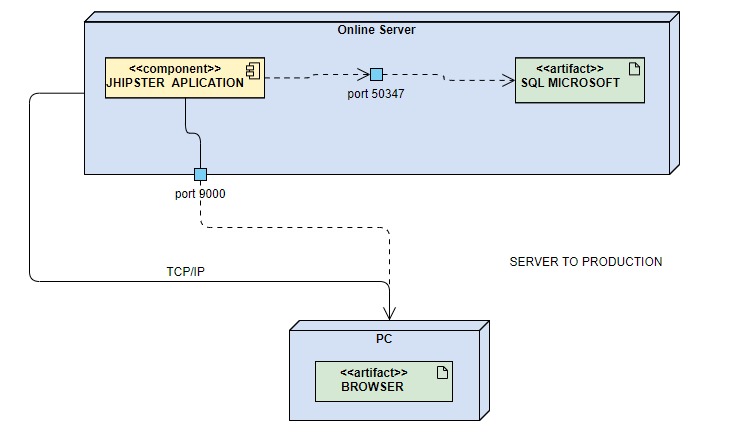 Online Server
<<component>>
JHIPSTER APLICATION
<<artifact>>
SQL MICROSOFT
port 50347
port 9000
SERVER TO PRODUCTION
TCP/IP
PC
<<artifact>>
BROWSER